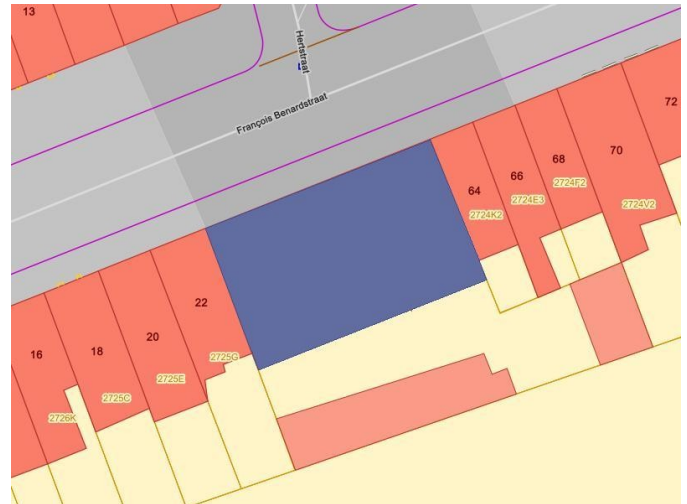 13
Hertstraat
François Benardstraat
72
70
68
66
64
2724V2
2724F2
2724E3
2724K2
22
20
18
16
2725G
2725E
2725C
2726K